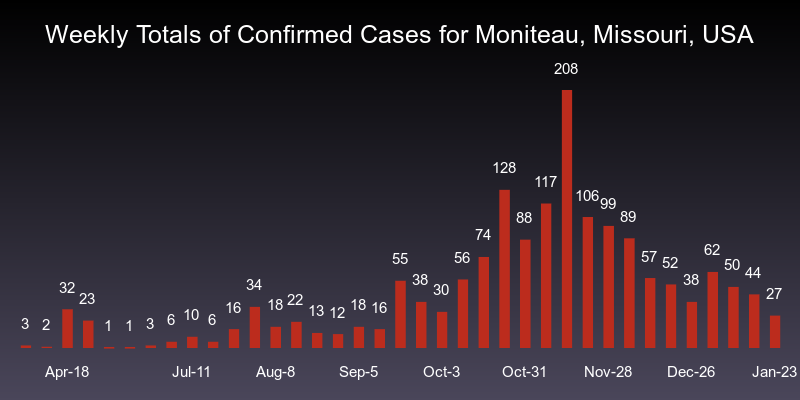 Weekly Totals of Confirmed Cases for Moniteau, Missouri, USA
3 2 32 23 1 1 3 6 10 6 16 34 18 22 13 12 18 16 55 38 30 56 74 128 88 117 208 106 99 89 57 52 38 62 50 44 27
Apr-18 Jul-11 Aug-8 Sep-5 Oct-3 Oct-31 Nov-28 Dec-26 Jan-23